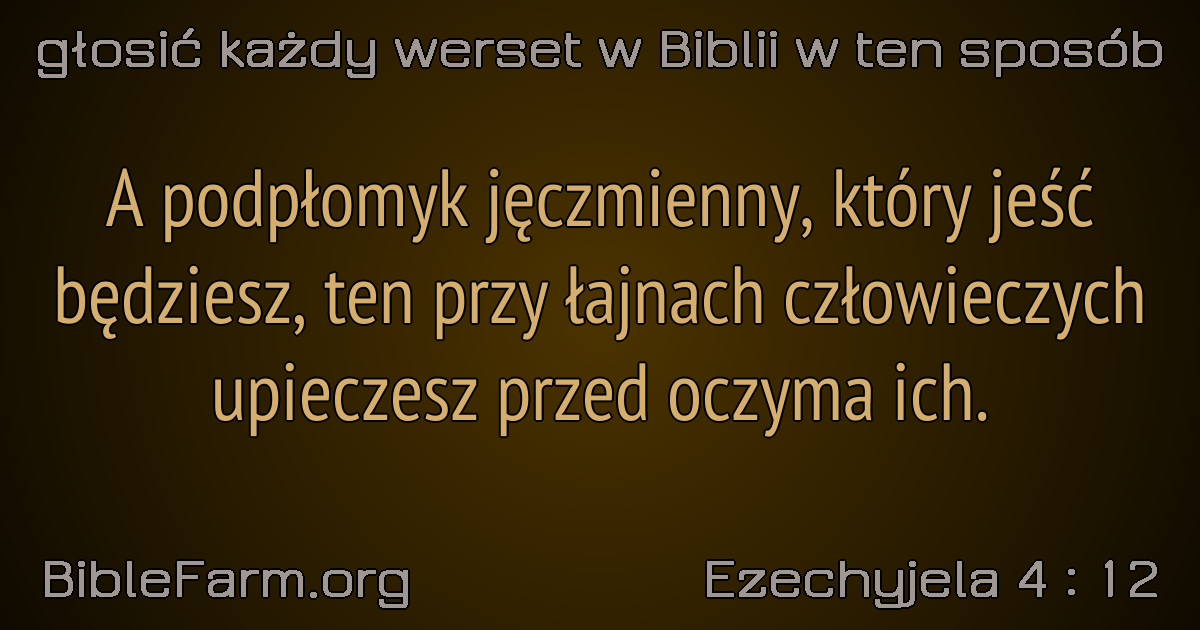 głosić każdy werset w Biblii w ten sposób
A podpłomyk jęczmienny, który jeść
będziesz, ten przy łajnach człowieczych
upieczesz przed oczyma ich.
BibleFarm.org
Ezechyjela 4 : 12